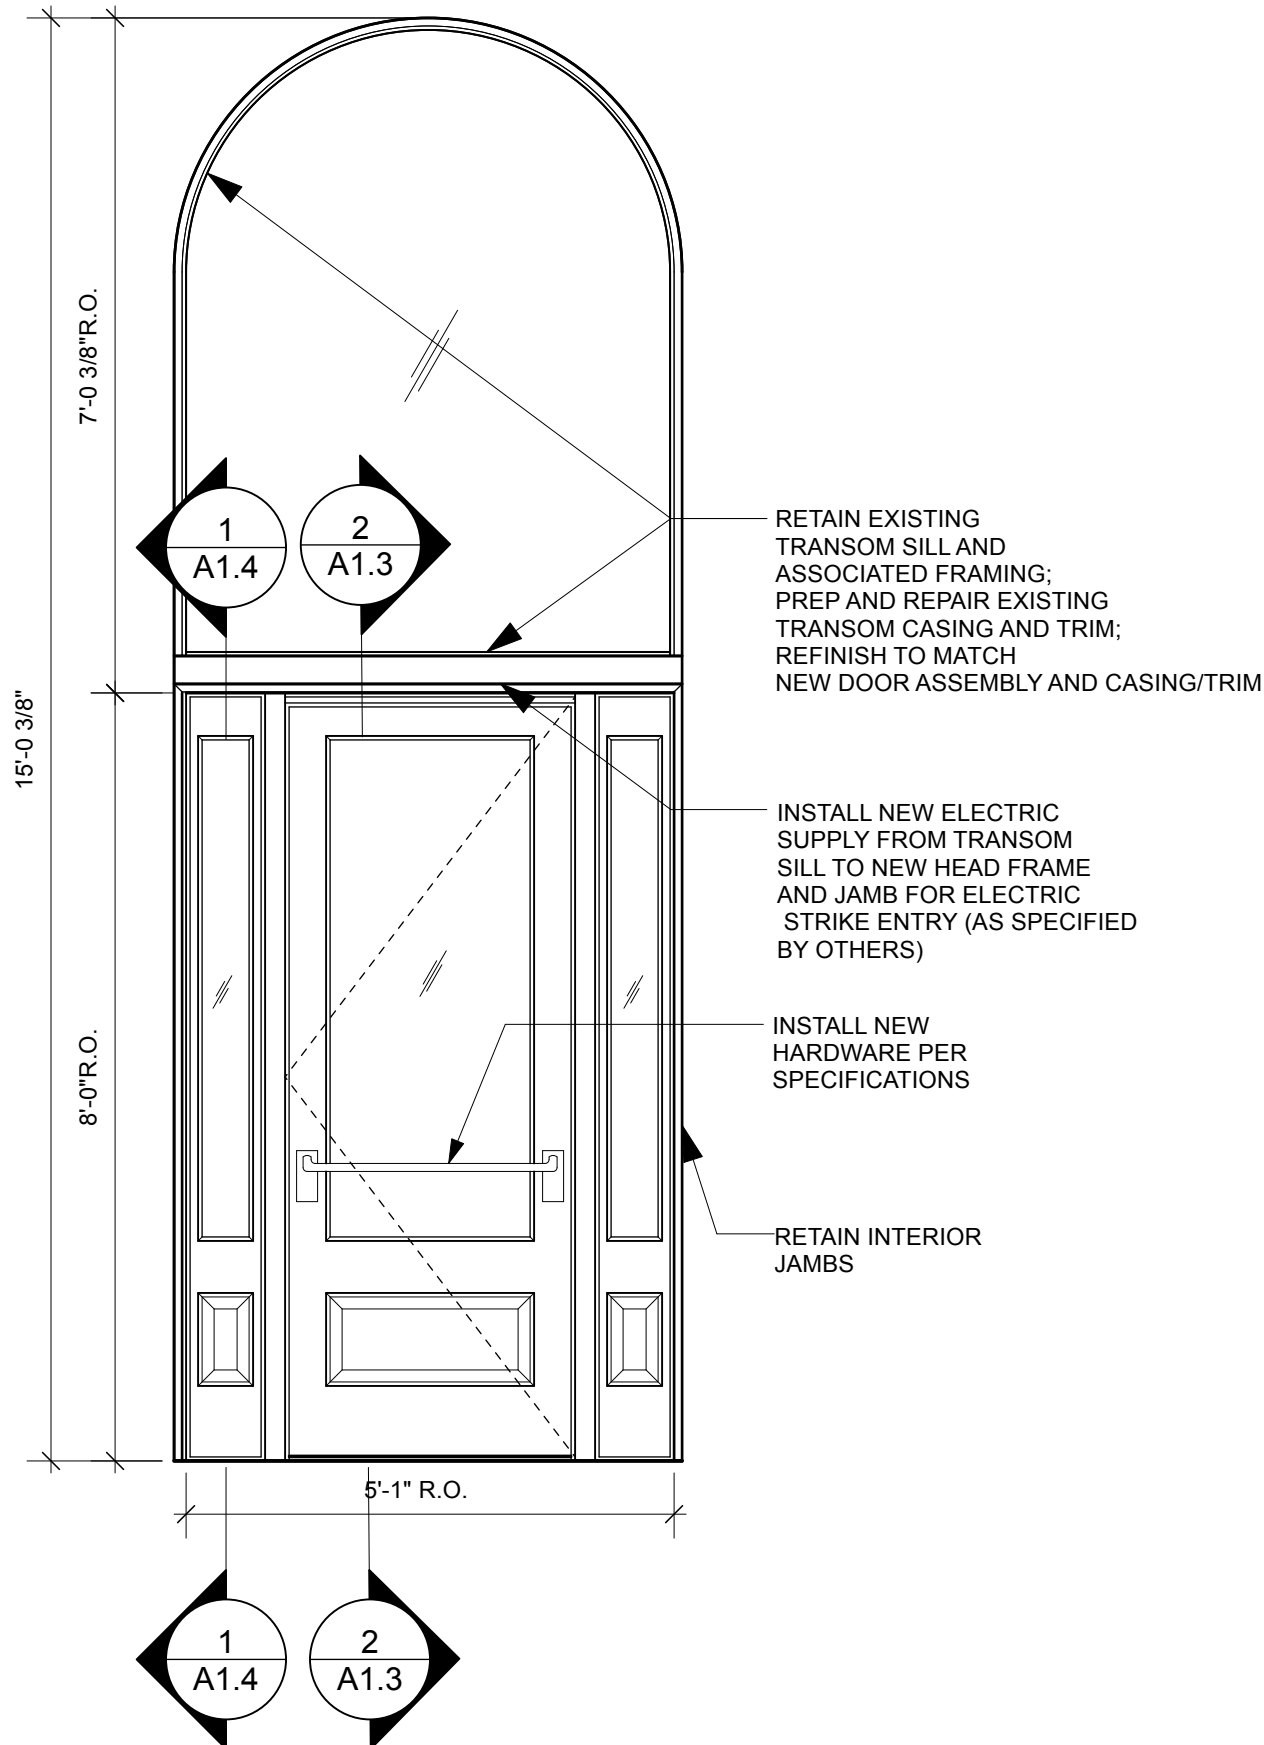 7'-0 3/8"R.O.
15'-0 3/8"
8'-0"R.O.
1
A1.4
2
A1.3
RETAIN EXISTING
TRANSOM SILL AND
ASSOCIATED FRAMING;
PREP AND REPAIR EXISTING
TRANSOM CASING AND TRIM;
REFINISH TO MATCH
NEW DOOR ASSEMBLY AND CASING/TRIM
INSTALL NEW ELECTRIC
SUPPLY FROM TRANSOM
SILL TO NEW HEAD FRAME
AND JAMB FOR ELECTRIC
STRIKE ENTRY (AS SPECIFIED
BY OTHERS)
INSTALL NEW
HARDWARE PER
SPECIFICATIONS
RETAIN INTERIOR
JAMBS
5'-1" R.O.
1
A1.4
2
A1.3